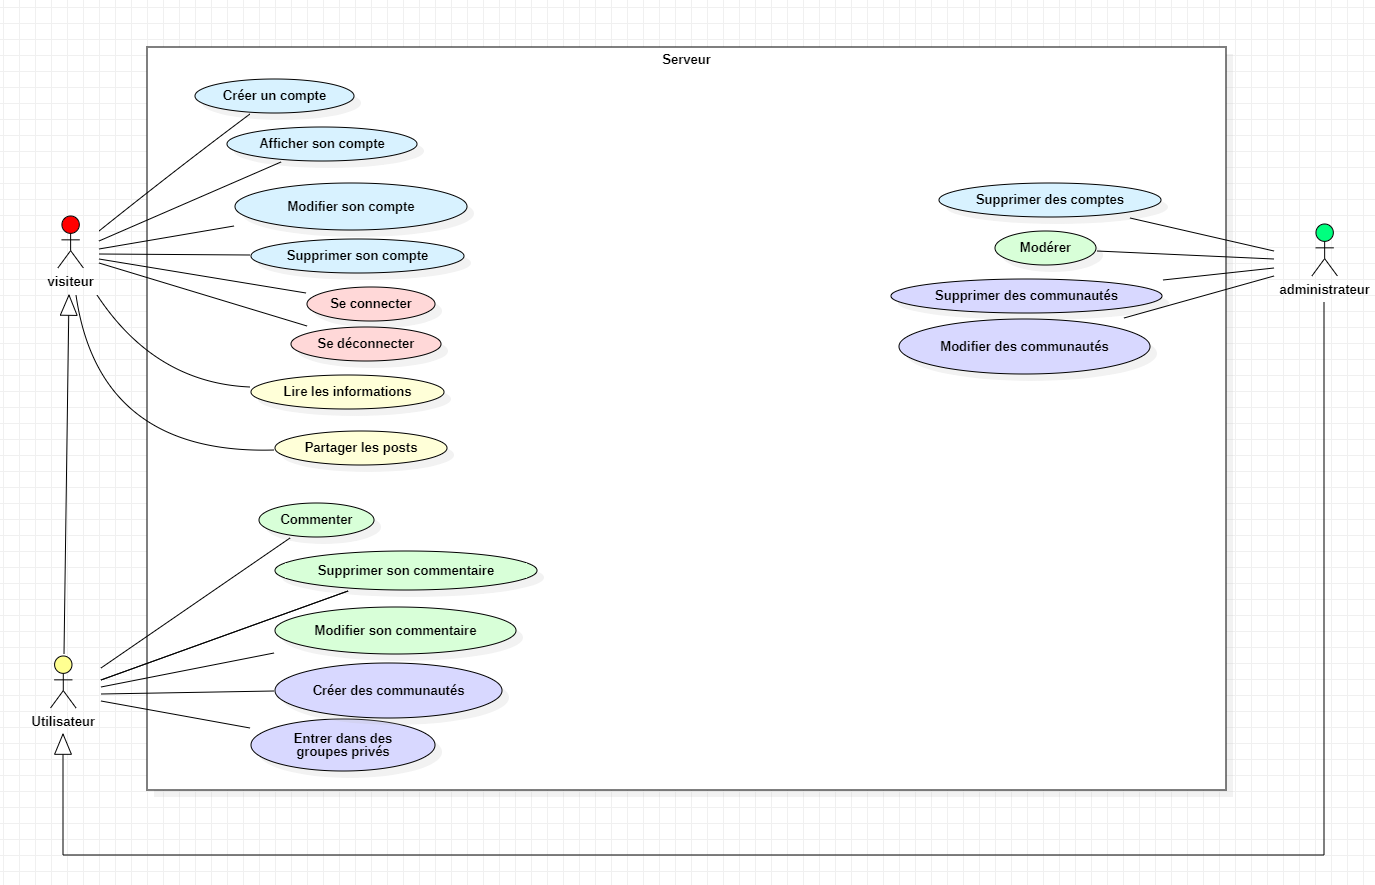 Serveur
Créer un compte
Afficher son compte
Modifier son compte
Supprimer son compte
Se connecter
Se déconnecter
Lire les informations
Partager les posts
Commenter
Supprimer son commentaire
Modifier son commentaire
Créer des communautés
Entrer dans des
groupes privés
visiteur
Utilisateur
Supprimer des comptes
Modérer
Supprimer des communautés
Modifier des communautés
administrateur